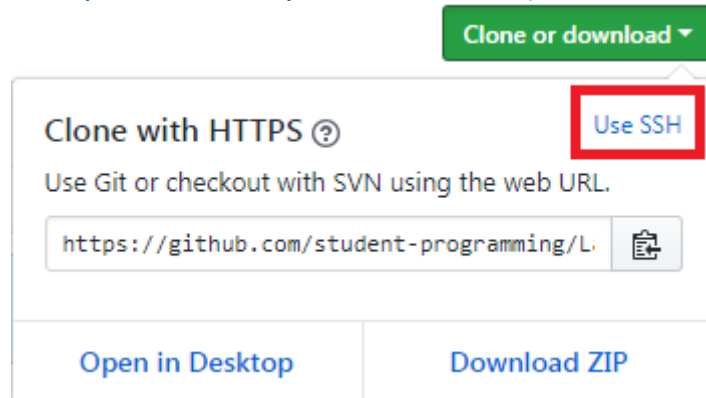 Clone or download
Clone with HTTPS
Use SSH
Use Git or checkout with SVN using the web URL.
https://github.com/student-programming/L
Open in Desktop
Download ZIP